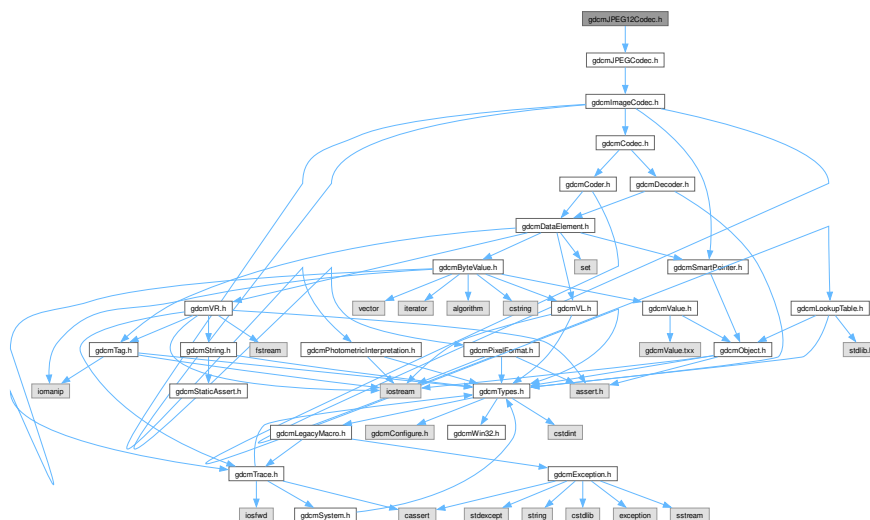 gdcmJPEG12Codec.h
gdcmJPEGCodec.h
gdcmImageCodec.h
gdcmCodec.h
gdcmCoder.h
gdcmDecoder.h
gdcmDataElement.h
gdcmByteValue.h
set
gdcmSmartPointer.h
gdcmVR.h
vector
iterator
algorithm
cstring
gdcmVL.h
gdcmValue.h
gdcmLookupTable.h
gdcmTag.h
gdcmString.h
fstream
gdcmPhotometricInterpretation.h
gdcmPixelFormat.h
gdcmValue.txx
gdcmObject.h
stdlib.h
iomanip
gdcmStaticAssert.h
iostream
gdcmTypes.h
assert.h
gdcmLegacyMacro.h
gdcmConfigure.h
gdcmWin32.h
cstdint
gdcmTrace.h
gdcmException.h
iosfwd
gdcmSystem.h
cassert
stdexcept
string
cstdlib
exception
sstream